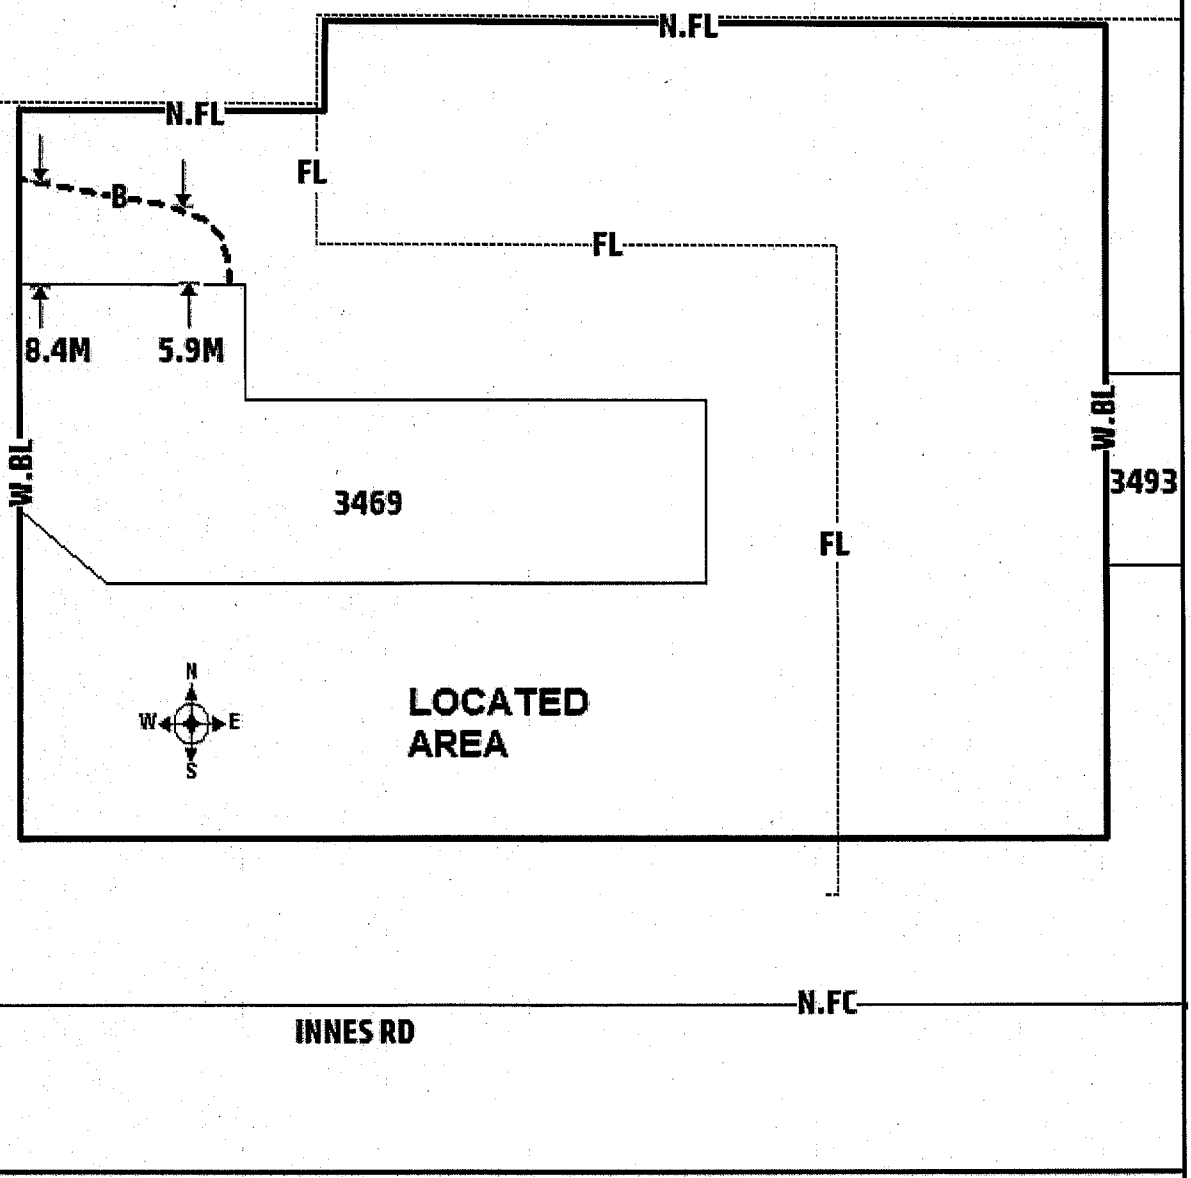 N.FL
N.FL
FL
B
FL
8.4M
5.9M
W.BL
W.BL
3493
3469
FL
N
W
E
S
LOCATED
AREA
N.FC
INNES RD